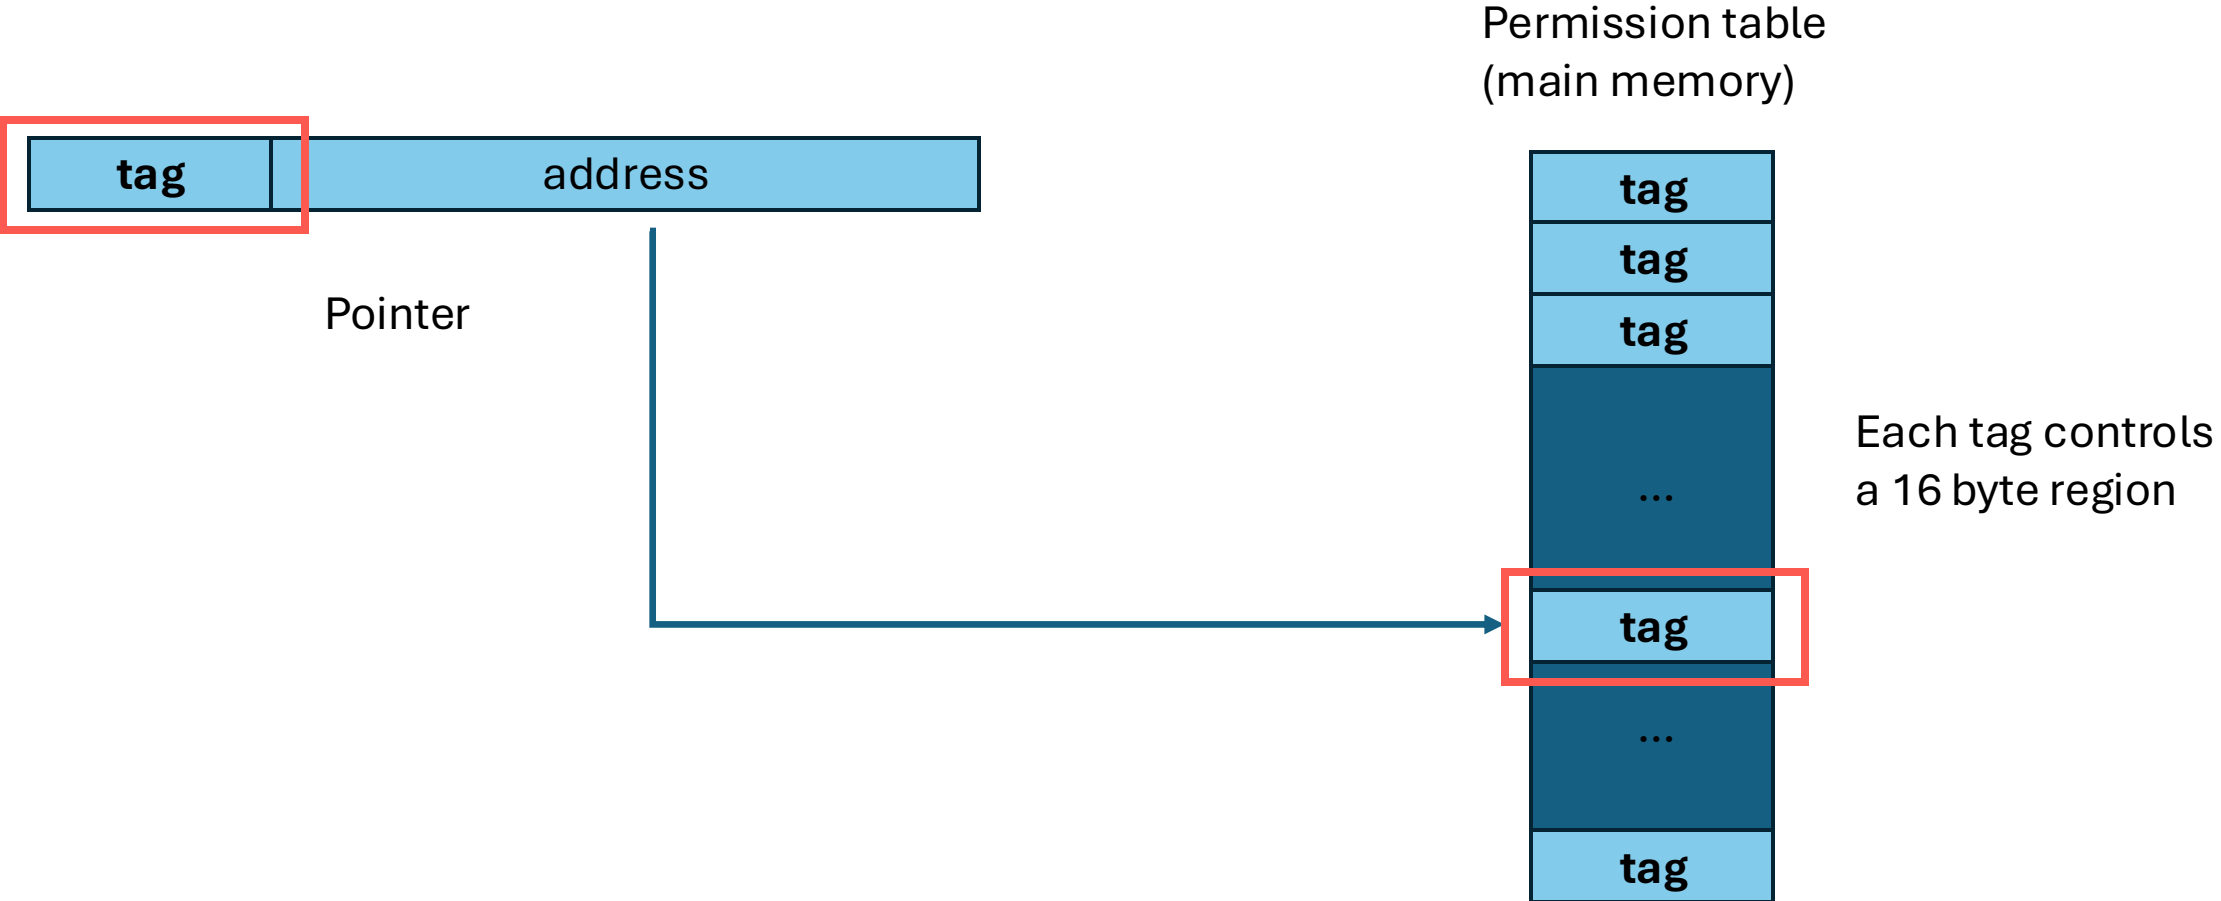 Permission table
(main memory)
tag address
Pointer
tag
tag
tag
...
Each tag controls
a 16 byte region
tag
...
tag